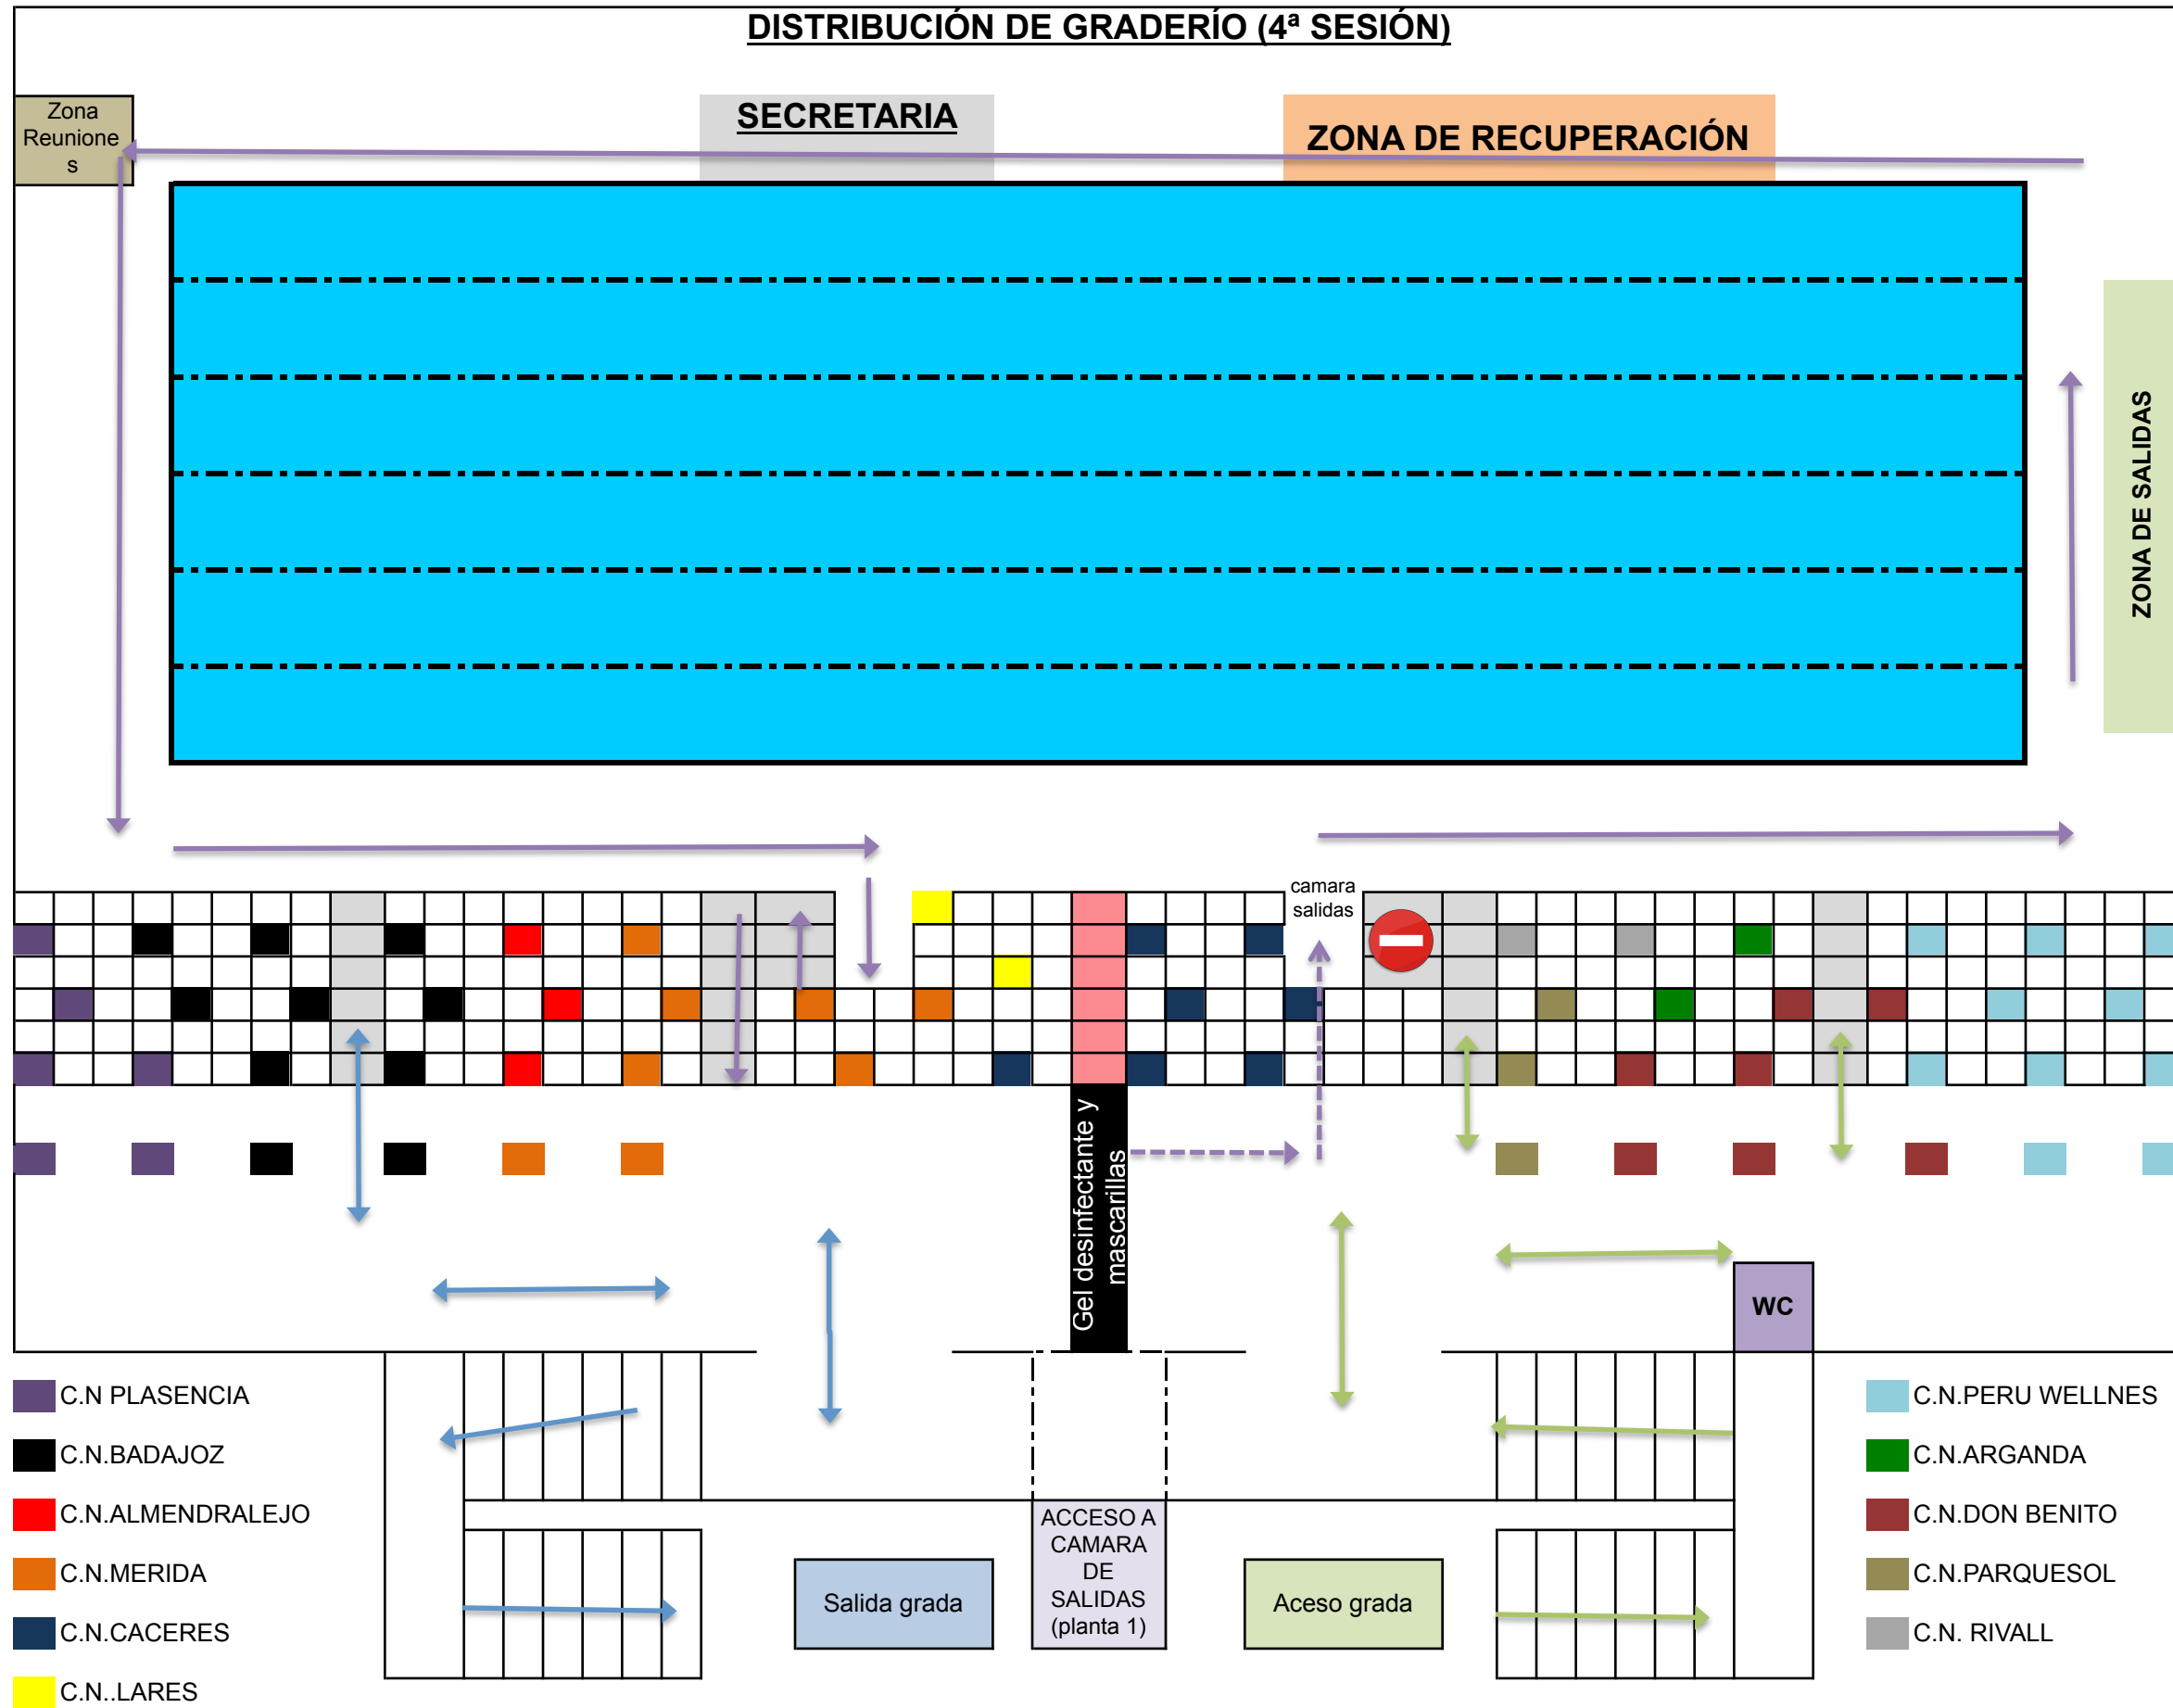 DISTRIBUCIÓN DE GRADERÍO (4ª SESIÓN)
Zona
Reunione
s
SECRETARIA
ZONA DE RECUPERACIÓN
ZONA DE SALIDAS
camara
salidas
Gel desinfectante y
mascarillas
WC
C.N PLASENCIA
C.N.BADAJOZ
C.N.ALMENDRALEJO
C.N.MERIDA
C.N.CACERES
C.N..LARES
Salida grada
ACCESO A
CAMARA
DE
SALIDAS
(planta 1)
Aceso grada
C.N.PERU WELLNES
C.N.ARGANDA
C.N.DON BENITO
C.N.PARQUESOL
C.N. RIVALL